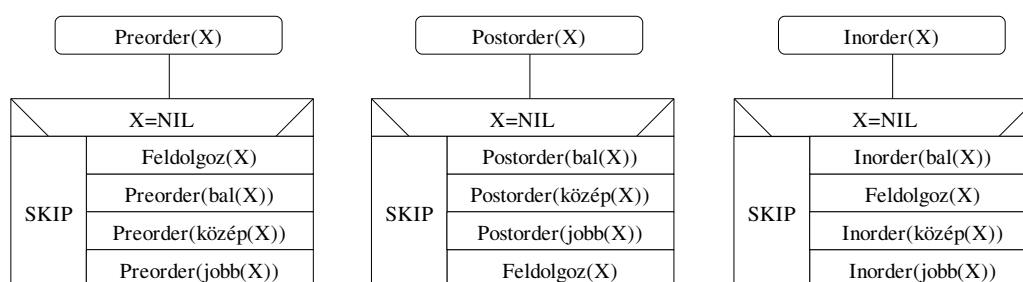 Preorder(X)
X=NIL
SKIP
Feldolgoz(X)
Preorder(bal(X))
Preorder(közép(X))
Preorder(jobb(X))
Postorder(X)
X=NIL
SKIP
Postorder(bal(X))
Postorder(közép(X))
Postorder(jobb(X))
Feldolgoz(X)
Inorder(X)
X=NIL
SKIP
Inorder(bal(X))
Feldolgoz(X)
Inorder(közép(X))
Inorder(jobb(X))